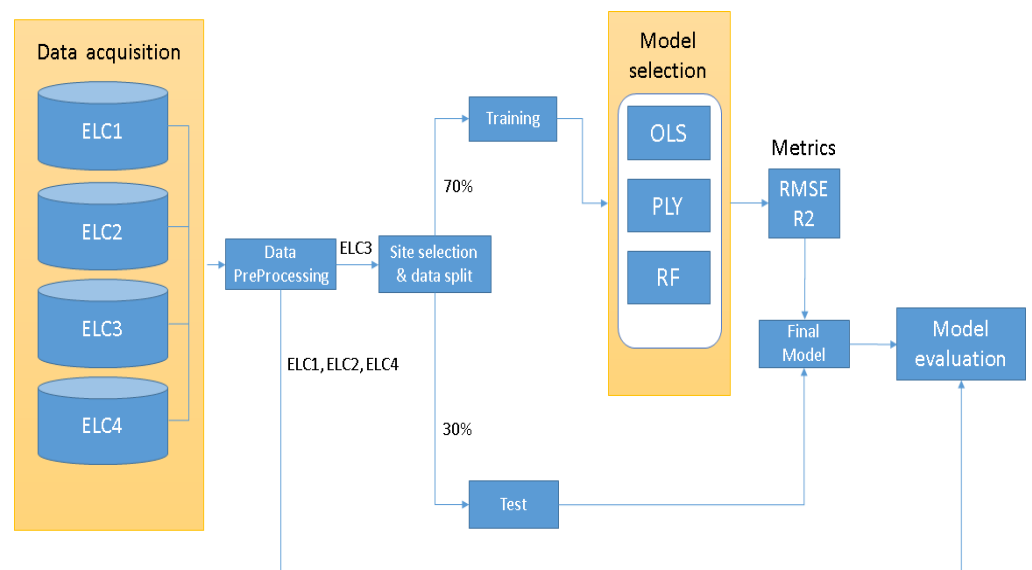 Data acquisition
ELC1
ELC2
ELC3
ELC4
Data
PreProcessing
ELC3
ELC1, ELC2, ELC4
Site selection
& data split
70%
30%
Training
Test
Model
selection
OLS
PLY
RF
Metrics
RMSE
R2
Final
Model
Model
evaluation